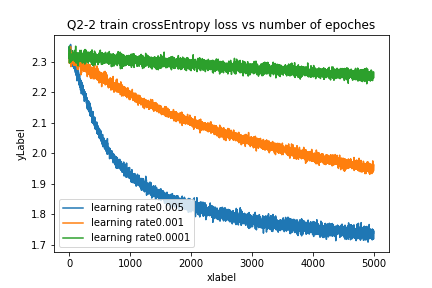 Q2-2 train crossEntropy loss vs number of epoches
2.3
2.2
2.1
2.0
1.9
1.8
1.7
yLabel
learning rate0.005
learning rate0.001
learning rate0.0001
0 1000 2000 3000 4000 5000
xlabel